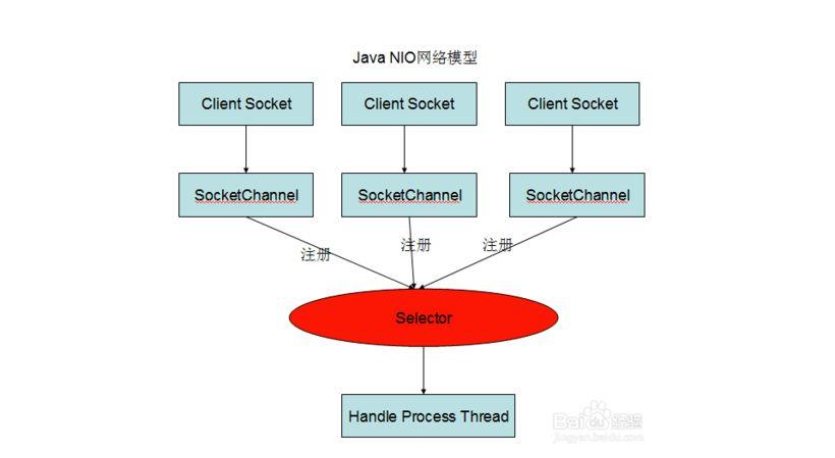 Java NIO网络模型
Client Socket
Client Socket
Client Socket
SocketChannel
SocketChannel
SocketChannel
注册
注册
注册
Selector
Handle Process Thread
Bai 经验
jingyan.baidu.com